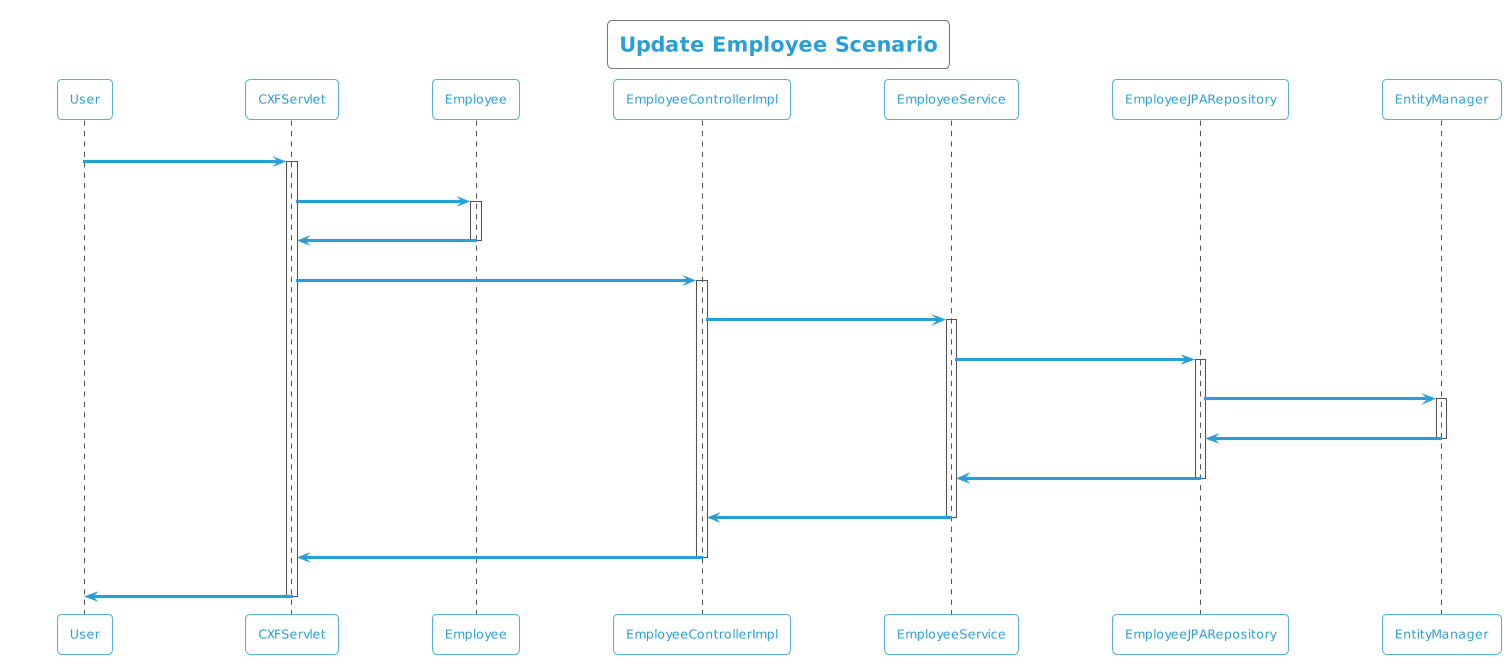 Update Employee Scenario
User
CXFServlet
Employee
EmployeeControllerImpl
EmployeeService
EmployeeJPARepository
EntityManager
User
CXFServlet
Employee
EmployeeControllerImpl
EmployeeService
EmployeeJPARepository
EntityManager